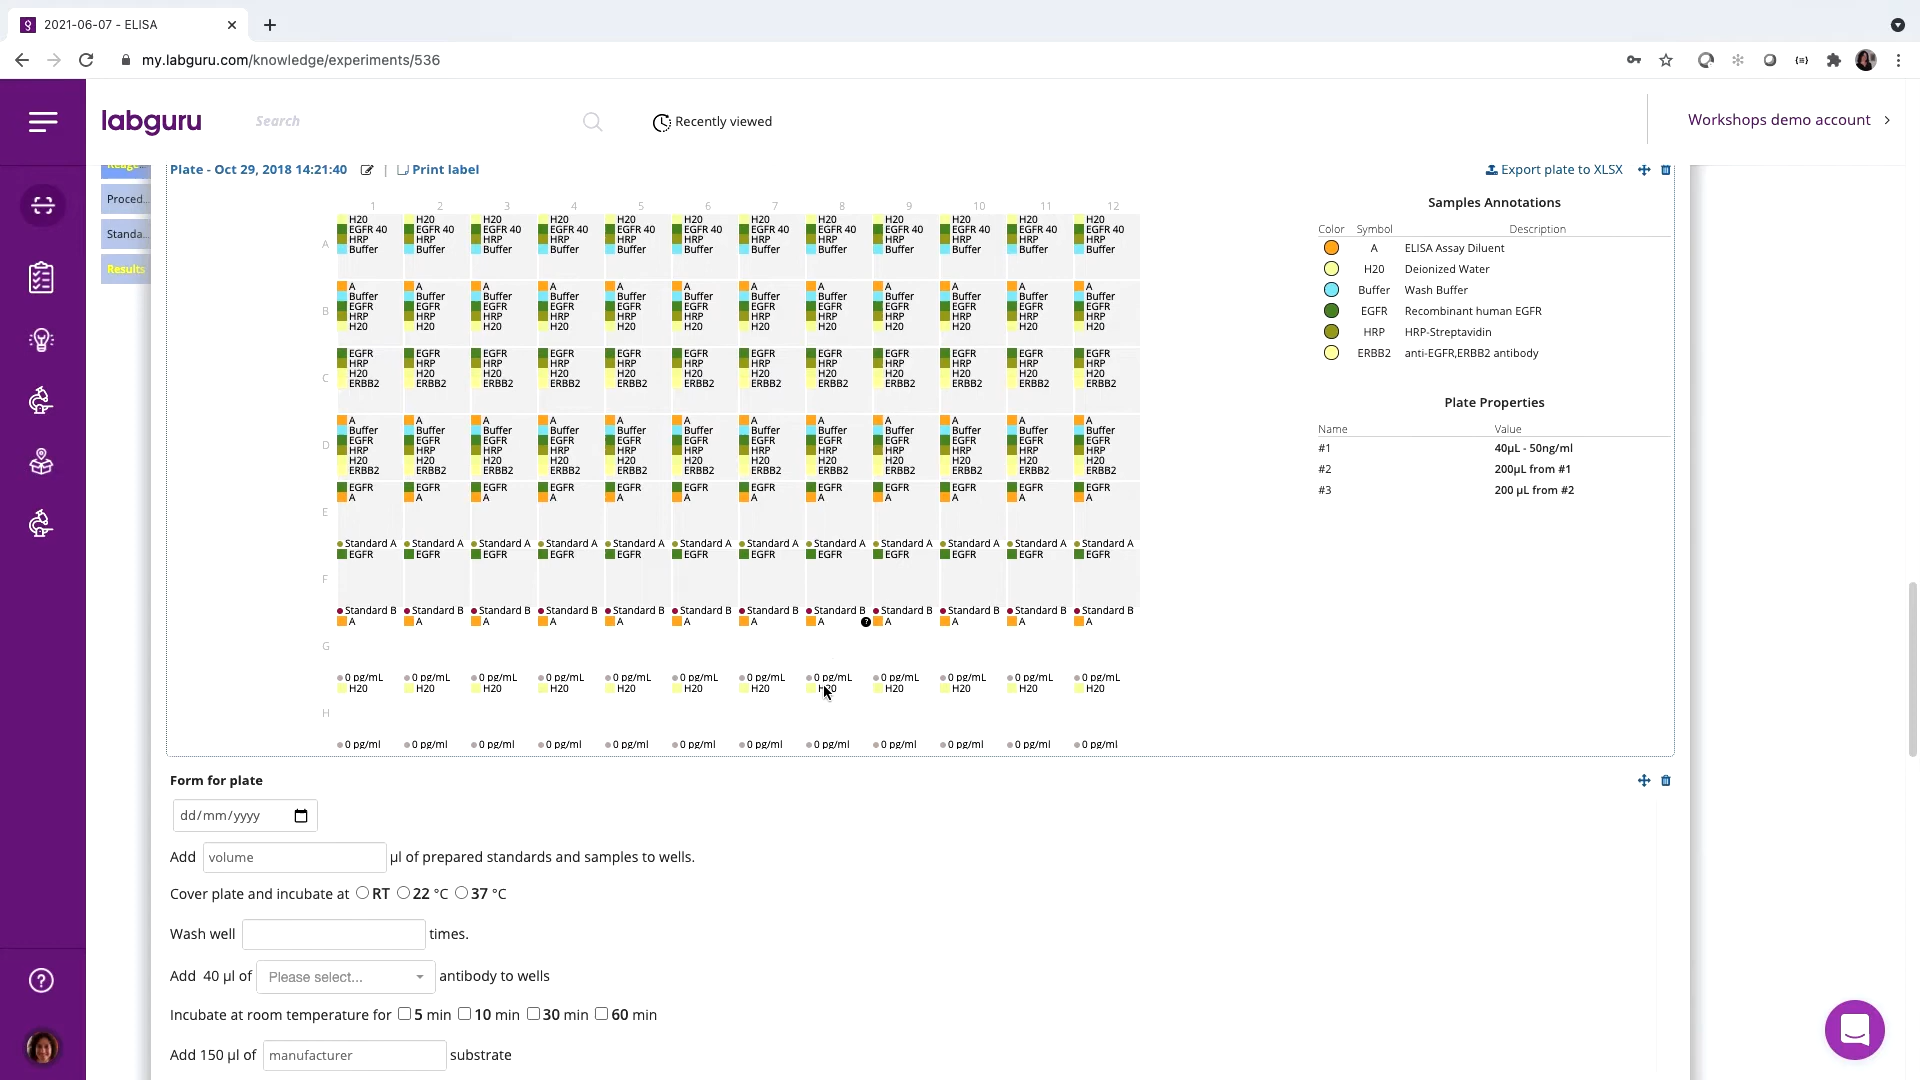 2021-06-07 - ELISA
my.labguru.com/knowledge/experiments/536
labguru Search Recently viewed Workshops demo account
Proced...
Standa...
Results
Plate - Oct 29, 2018 14:21:40 | Print label Export plate to XLSX
1 2 3 4 5 6 7 8 9 10 11 12
A
H20 H20 H20 H20 H20 H20 H20 H20 H20 H20 H20 H20
EGFR 40 EGFR 40 EGFR 40 EGFR 40 EGFR 40 EGFR 40 EGFR 40 EGFR 40 EGFR 40 EGFR 40 EGFR 40 EGFR 40
HRP HRP HRP HRP HRP HRP HRP HRP HRP HRP HRP HRP
Buffer Buffer Buffer Buffer Buffer Buffer Buffer Buffer Buffer Buffer Buffer Buffer
B
A A A A A A A A A A A A
Buffer Buffer Buffer Buffer Buffer Buffer Buffer Buffer Buffer Buffer Buffer Buffer
EGFR EGFR EGFR EGFR EGFR EGFR EGFR EGFR EGFR EGFR EGFR EGFR
HRP HRP HRP HRP HRP HRP HRP HRP HRP HRP HRP HRP
H20 H20 H20 H20 H20 H20 H20 H20 H20 H20 H20 H20
C
EGFR EGFR EGFR EGFR EGFR EGFR EGFR EGFR EGFR EGFR EGFR EGFR
HRP HRP HRP HRP HRP HRP HRP HRP HRP HRP HRP HRP
H20 H20 H20 H20 H20 H20 H20 H20 H20 H20 H20 H20
ERBB2 ERBB2 ERBB2 ERBB2 ERBB2 ERBB2 ERBB2 ERBB2 ERBB2 ERBB2 ERBB2 ERBB2
D
A A A A A A A A A A A A
Buffer Buffer Buffer Buffer Buffer Buffer Buffer Buffer Buffer Buffer Buffer Buffer
EGFR EGFR EGFR EGFR EGFR EGFR EGFR EGFR EGFR EGFR EGFR EGFR
HRP HRP HRP HRP HRP HRP HRP HRP HRP HRP HRP HRP
H20 H20 H20 H20 H20 H20 H20 H20 H20 H20 H20 H20
ERBB2 ERBB2 ERBB2 ERBB2 ERBB2 ERBB2 ERBB2 ERBB2 ERBB2 ERBB2 ERBB2 ERBB2
E
EGFR EGFR EGFR EGFR EGFR EGFR EGFR EGFR EGFR EGFR EGFR EGFR
A A A A A A A A A A A A
Standard A Standard A Standard A Standard A Standard A Standard A Standard A Standard A Standard A Standard A Standard A Standard A
F
EGFR EGFR EGFR EGFR EGFR EGFR EGFR EGFR EGFR EGFR EGFR EGFR
Standard B Standard B Standard B Standard B Standard B Standard B Standard B Standard B Standard B Standard B Standard B Standard B
G
A A A A A A A A A A A A
0 pg/mL 0 pg/mL 0 pg/mL 0 pg/mL 0 pg/mL 0 pg/mL 0 pg/mL 0 pg/mL 0 pg/mL 0 pg/mL 0 pg/mL 0 pg/mL
H
H20 H20 H20 H20 H20 H20 H20 H20 H20 H20 H20 H20
0 pg/ml 0 pg/ml 0 pg/ml 0 pg/ml 0 pg/ml 0 pg/ml 0 pg/ml 0 pg/ml 0 pg/ml 0 pg/ml 0 pg/ml 0 pg/ml
Samples Annotations
Color Symbol Description
A ELISA Assay Diluent
H20 Deionized Water
Buffer Wash Buffer
EGFR Recombinant human EGFR
HRP HRP-Streptavidin
ERBB2 anti-EGFR,ERBB2 antibody
Plate Properties
Name Value
#1 40µL - 50ng/ml
#2 200µL from #1
#3 200 µL from #2
Form for plate
dd/mm/yyyy
Add volume µl of prepared standards and samples to wells.
Cover plate and incubate at RT 22 °C 37 °C
Wash well times.
Add 40 µl of Please select... antibody to wells
Incubate at room temperature for 5 min 10 min 30 min 60 min
Add 150 µl of manufacturer substrate